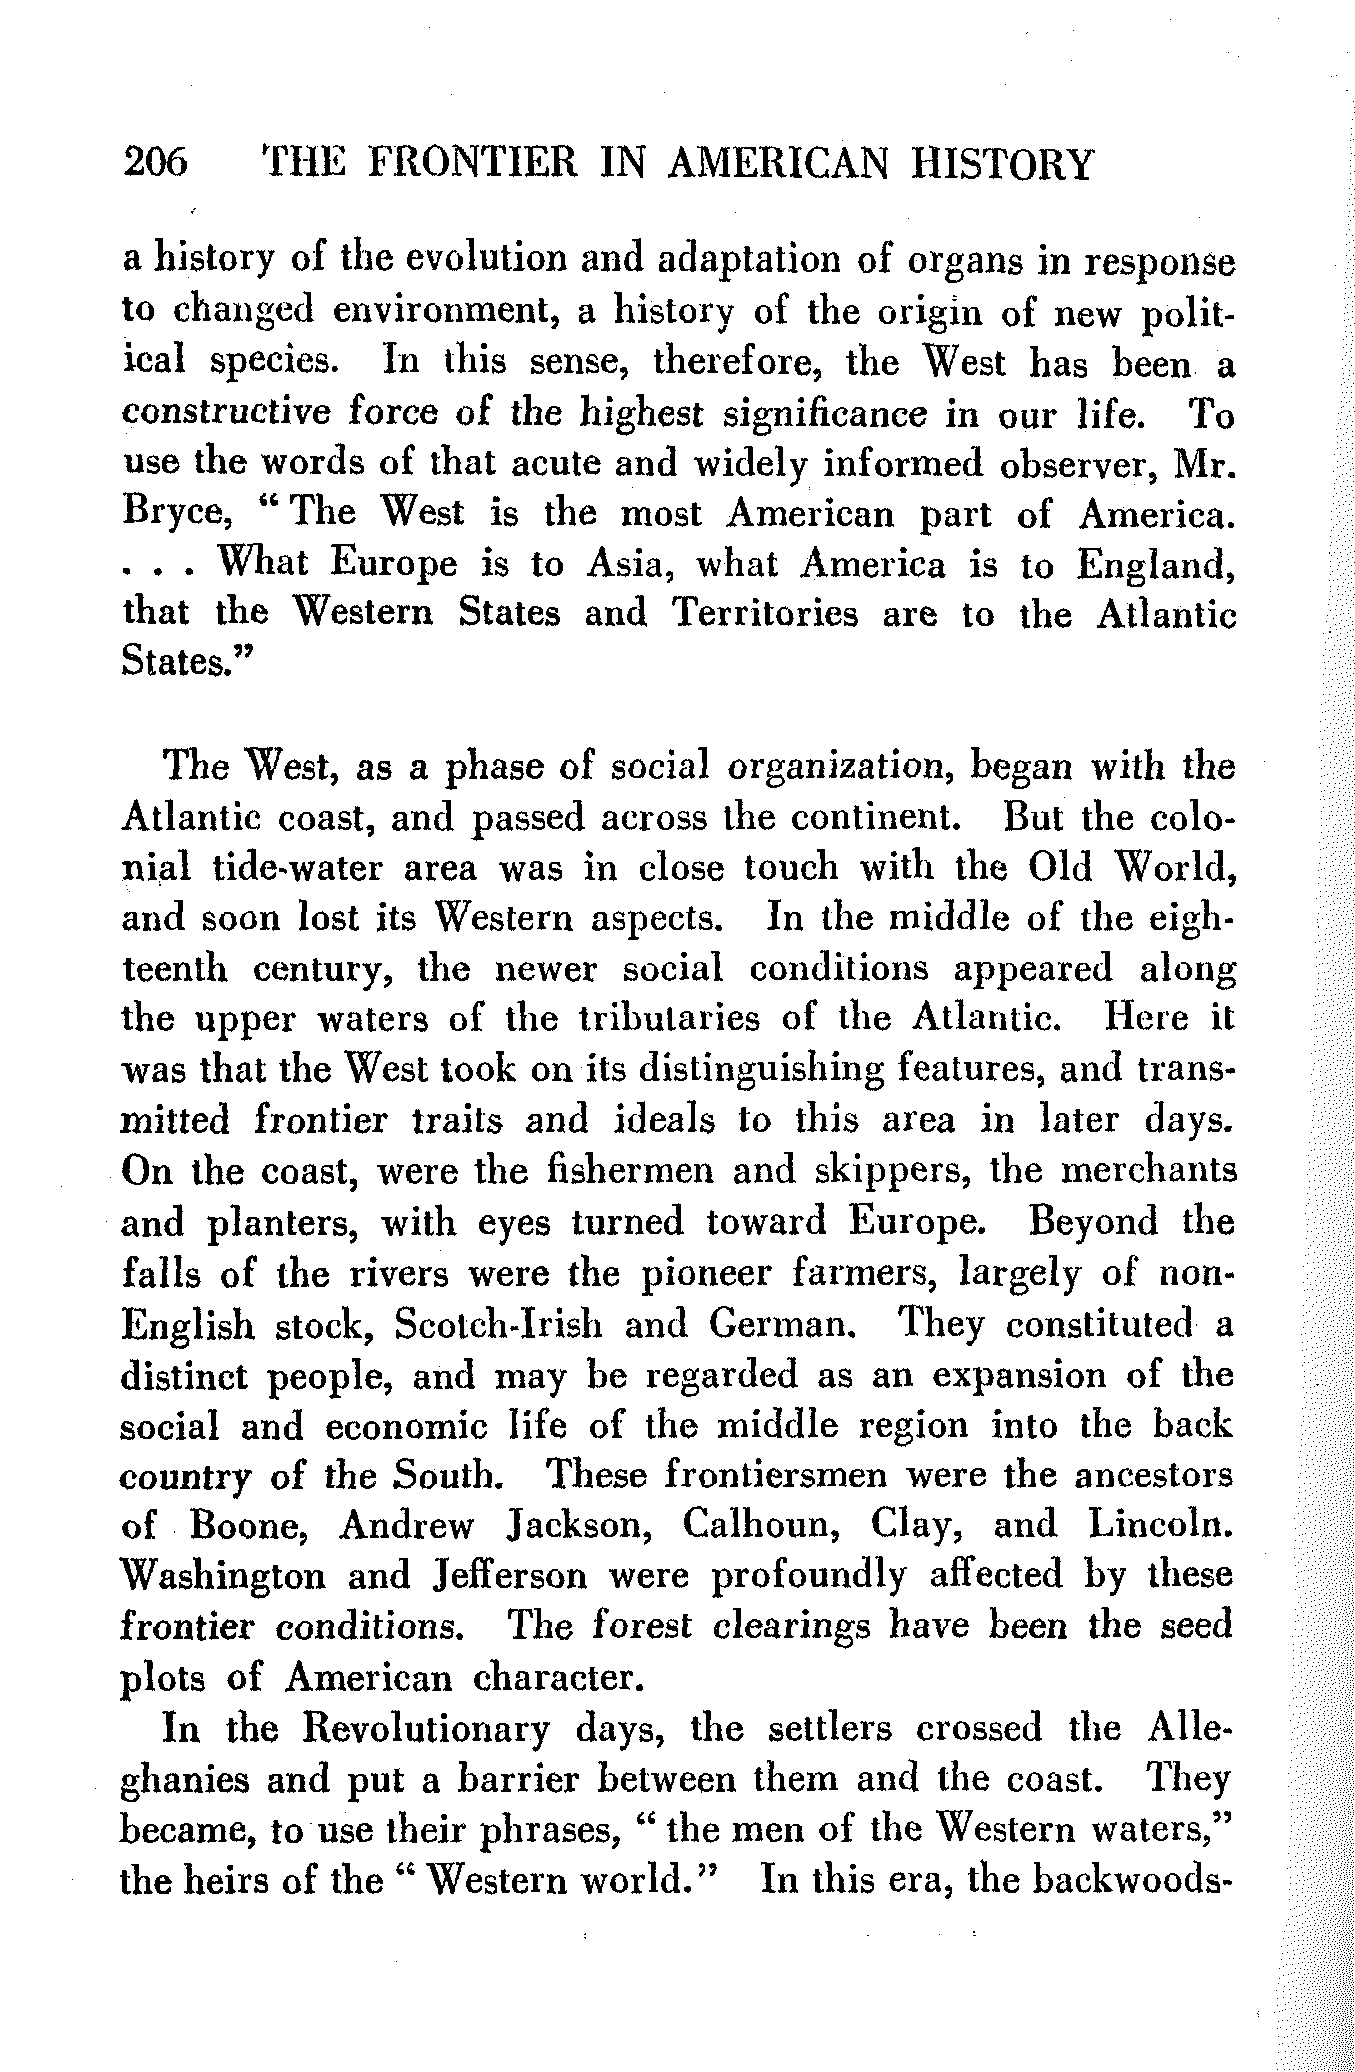 206 THE FRONTIER IN AMERICAN HISTORY
a history of the evolution and adaptation of organs in response
to changed environment, a history of the origin of new polit-
ical species. In this sense, therefore, the West has been a
constructive force of the highest significance in our life. To
use the words of that acute and widely informed observer, Mr.
Bryce, “ The West is the most American part of America.
. . . What Europe is to Asia, what America is to England,
that the Western States and Territories are to the Atlantic
States.”
The West, as a phase of social organization, began with the
Atlantic coast, and passed across the continent. But the colo-
nial tide-water area was in close touch with the Old World,
and soon lost its Western aspects. In the middle of the eigh-
teenth century, the newer social conditions appeared along
the upper waters of the tributaries of the Atlantic. Here it
was that the West took on its distinguishing features, and trans-
mitted frontier traits and ideals to this area in later days.
On the coast, were the fishermen and skippers, the merchants
and planters, with eyes turned toward Europe. Beyond the
falls of the rivers were the pioneer farmers, largely of non-
English stock, Scotch-Irish and German. They constituted a
distinct people, and may be regarded as an expansion of the
social and economic life of the middle region into the back
country of the South. These frontiersmen were the ancestors
of Boone, Andrew Jackson, Calhoun, Clay, and Lincoln.
Washington and Jefferson were profoundly affected by these
frontier conditions. The forest clearings have been the seed
plots of American character.
In the Revolutionary days, the settlers crossed the Alle-
ghanies and put a barrier between them and the coast. They
became, to use their phrases, “ the men of the Western waters,”
the heirs of the “ Western world.” In this era, the backwoods-